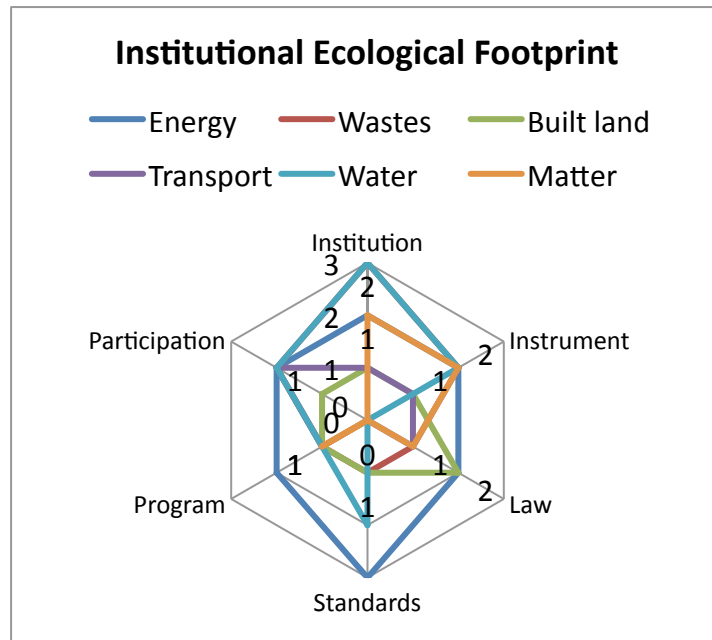 Institutional Ecological Footprint
Energy Wastes Built land
Transport Water Matter
Institution
3
2
2
Participation 1 2 Instrument
1 1 1
0
0
0
1 1 2
Program 1 Law
Standards